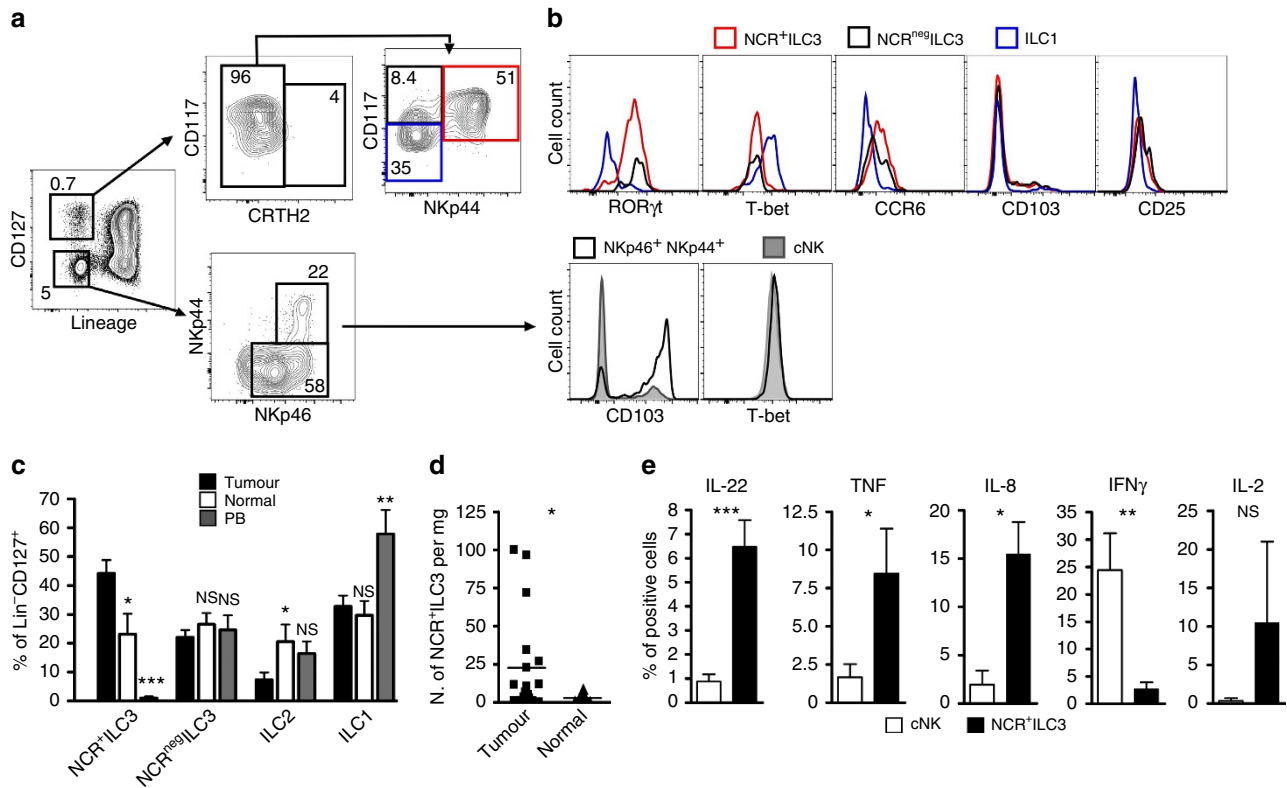 a
0.7
CD127
5
Lineage
96
4
CD117
CRTH2
8.4
51
CD117
35
NKp44
22
NKp44
58
NKp46
b
NCR⁺ILC3
NCRⁿᵉᵍILC3
ILC1
Cell count
RORγt
T-bet
CCR6
CD103
CD25
NKp46⁺ NKp44⁺
cNK
Cell count
CD103
T-bet
c
Tumour
Normal
PB
% of Lin⁻CD127⁺
70
60
50
40
30
20
10
0
*
***
NS
NS
*
NS
NS
**
NCR⁺ILC3
NCRⁿᵉᵍILC3
ILC2
ILC1
d
N. of NCR⁺ILC3 per mg
125
100
75
50
25
0
*
Tumour
Normal
e
% of positive cells
IL-22
***
8
7
6
5
4
3
2
1
0
TNF
*
12.5
10
7.5
5.0
2.5
0
IL-8
*
20
15
10
5
0
IFNγ
**
35
30
25
20
15
10
5
0
IL-2
NS
25
20
15
10
5
0
cNK
NCR⁺ILC3